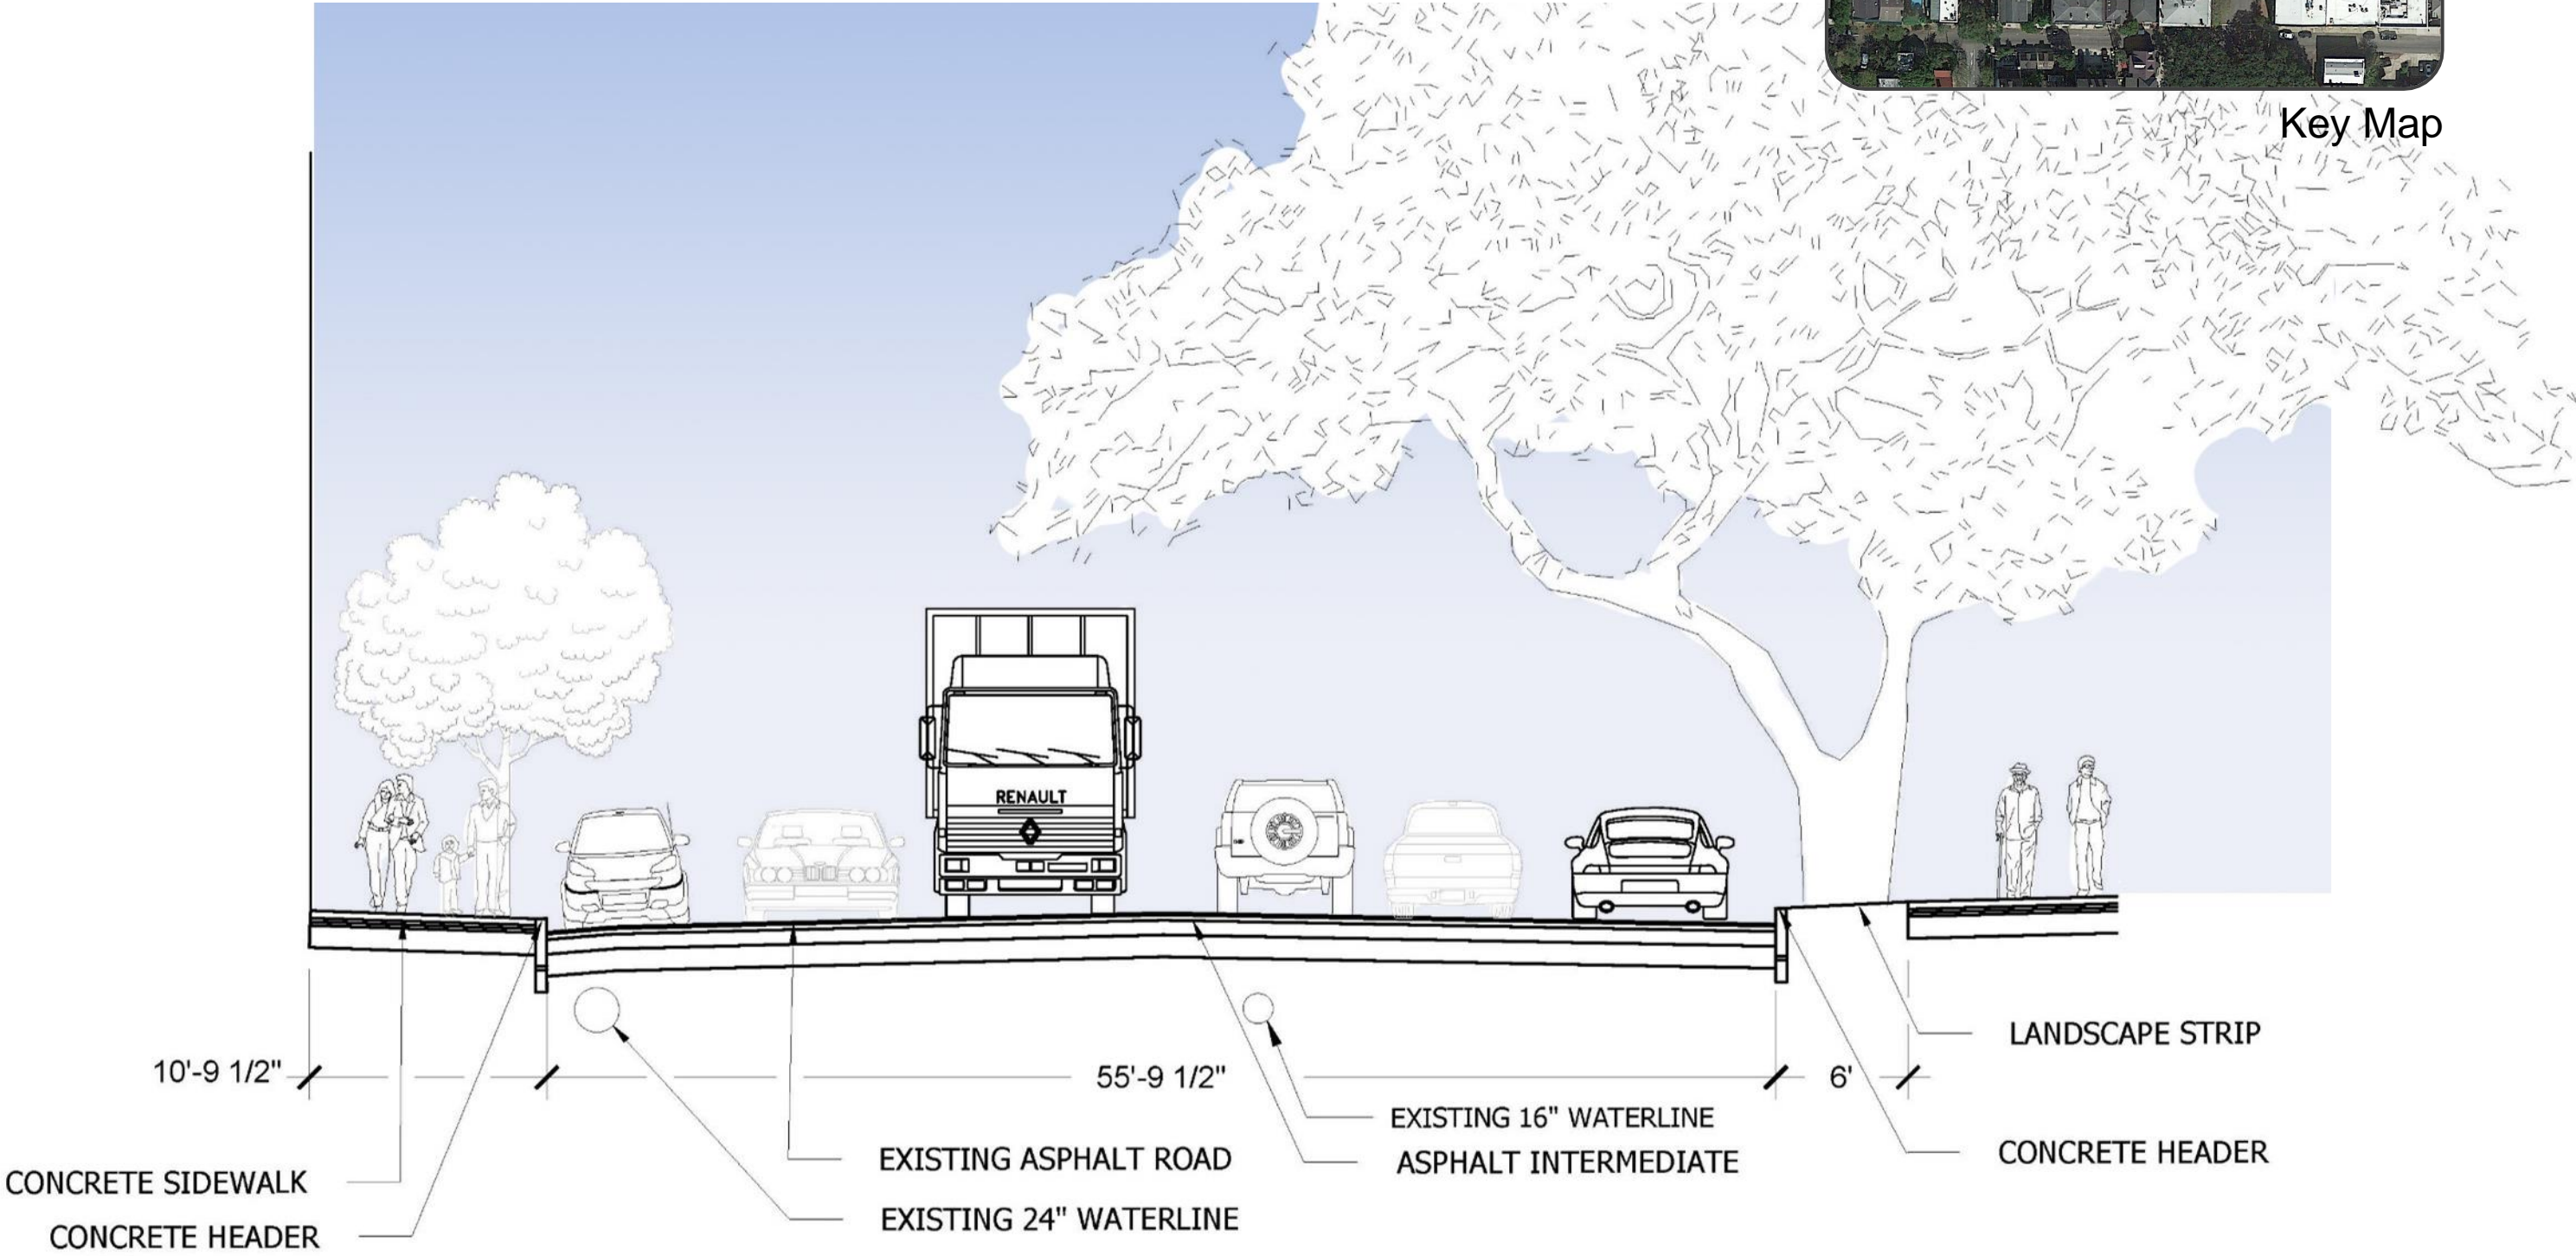 Key Map
RENAULT
10'-9 1/2"
55'-9 1/2"
6'
LANDSCAPE STRIP
EXISTING 16" WATERLINE
CONCRETE HEADER
EXISTING ASPHALT ROAD
ASPHALT INTERMEDIATE
CONCRETE SIDEWALK
EXISTING 24" WATERLINE
CONCRETE HEADER